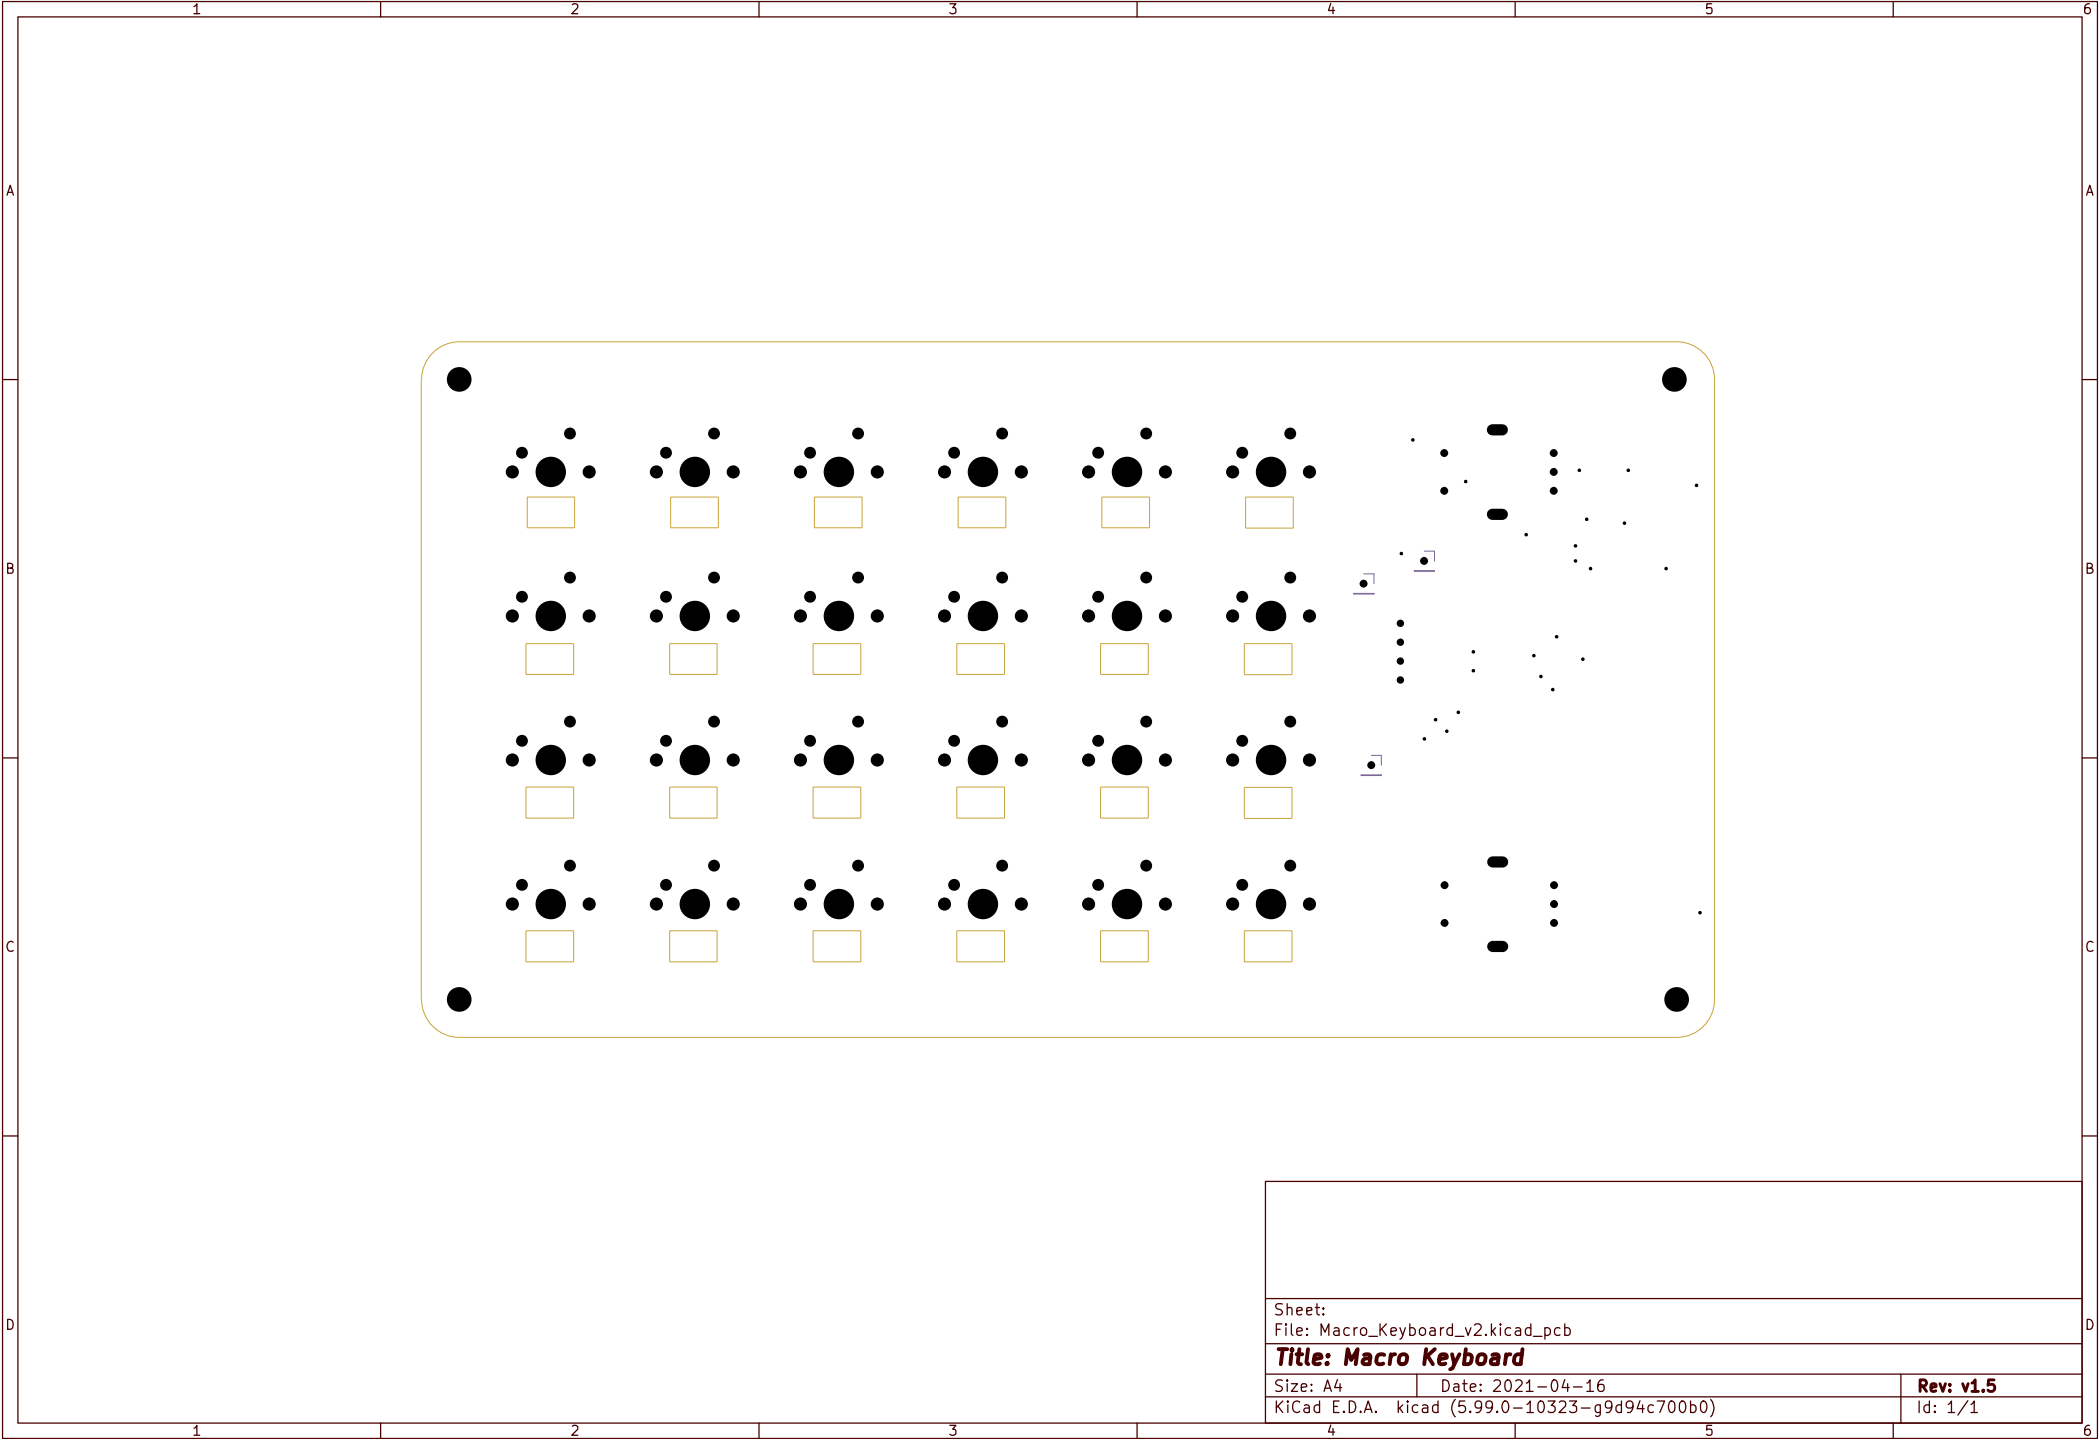 1 2 3 4 5 6
A A
B B
C C
Sheet:
File: Macro_Keyboard_v2.kicad_pcb
D D
Title: Macro Keyboard
Size: A4 Date: 2021-04-16 Rev: v1.5
KiCad E.D.A. kicad (5.99.0-10323-g9d94c700b0) Id: 1/1
1 2 3 4 5 6